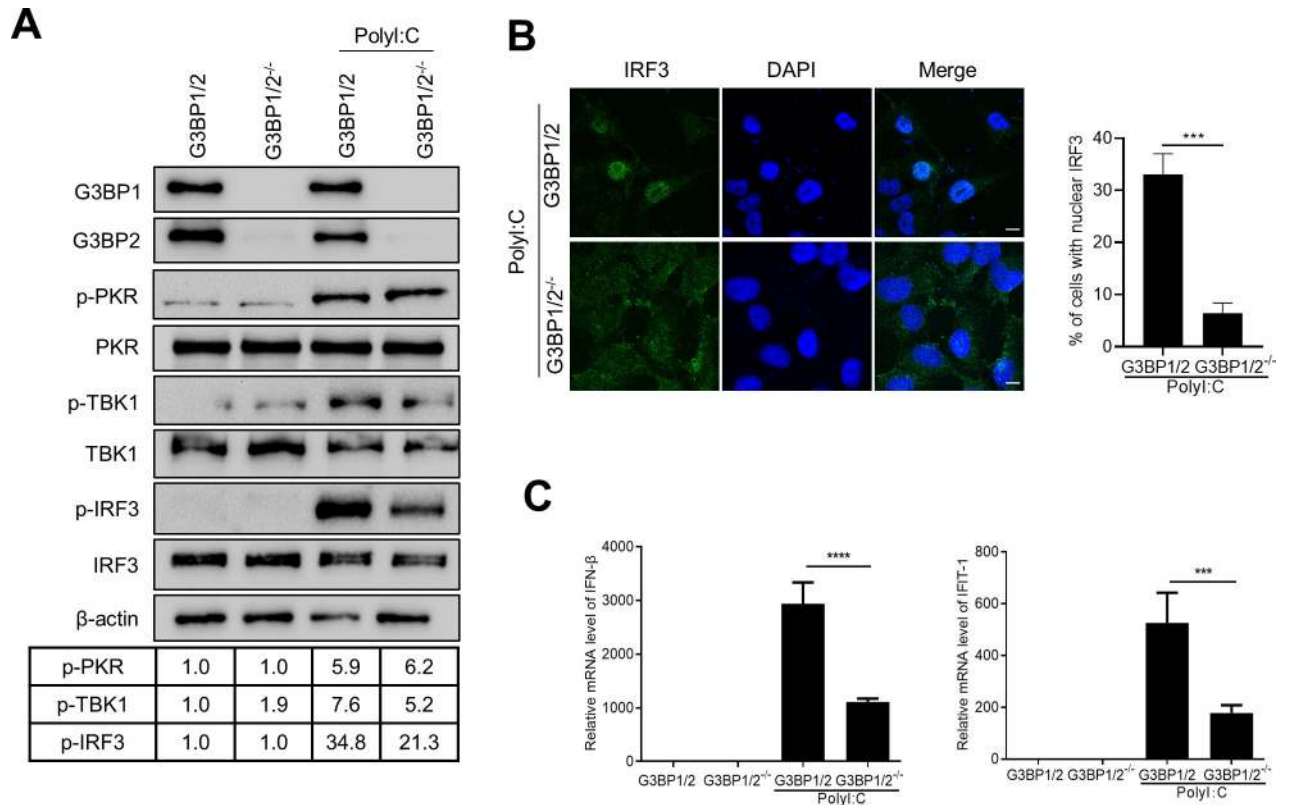 A
PolyI:C
G3BP1/2
G3BP1/2-/-
G3BP1/2
G3BP1/2-/-
G3BP1
G3BP2
p-PKR
PKR
p-TBK1
TBK1
p-IRF3
IRF3
β-actin
p-PKR 1.0 1.0 5.9 6.2
p-TBK1 1.0 1.9 7.6 5.2
p-IRF3 1.0 1.0 34.8 21.3
B
IRF3 DAPI Merge
PolyI:C
G3BP1/2
G3BP1/2-/-
% of cells with nuclear IRF3
40
30
20
10
0
***
G3BP1/2 G3BP1/2-/-
PolyI:C
C
Relative mRNA level of IFN-β
4000
3000
2000
1000
0
****
G3BP1/2 G3BP1/2-/- G3BP1/2 G3BP1/2-/-
PolyI:C
Relative mRNA level of IFIT-1
800
600
400
200
0
***
G3BP1/2 G3BP1/2-/- G3BP1/2 G3BP1/2-/-
PolyI:C